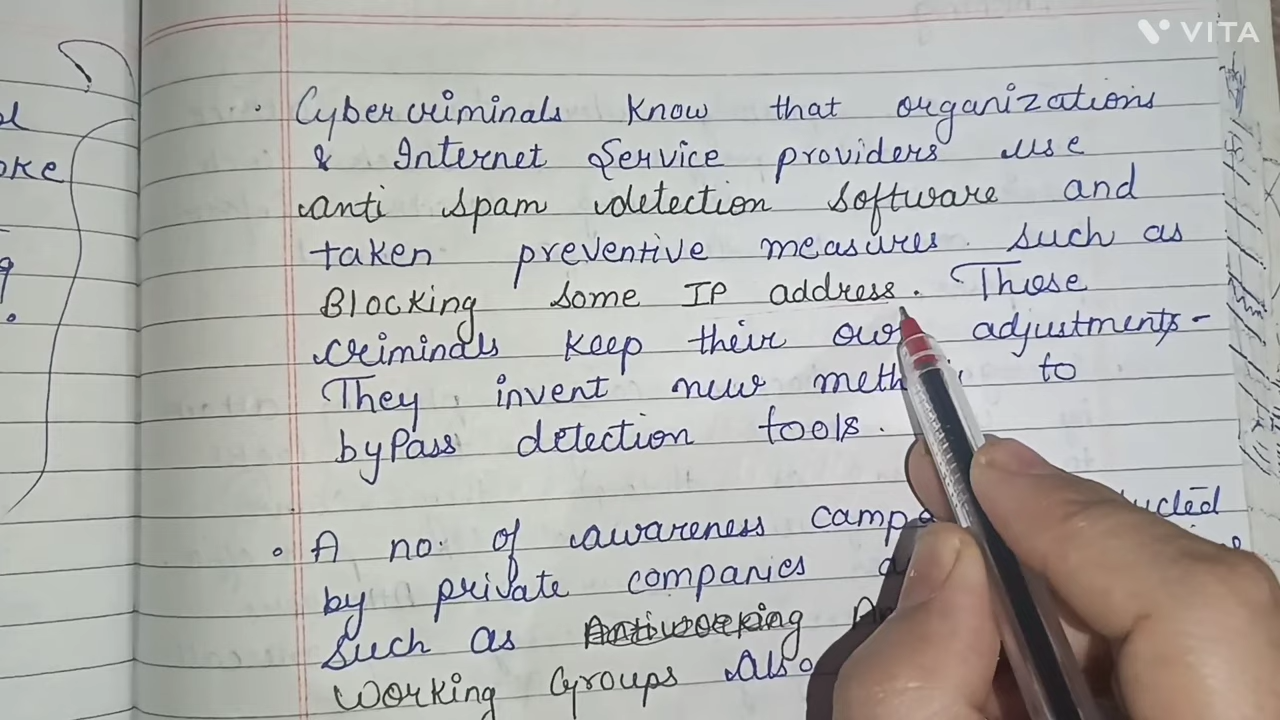 VITA
• Cybercriminals know that organizations
& Internet Service providers use
anti spam detection software and
taken preventive measures such as
Blocking some IP address. These
criminals keep their own adjustments -
They invent new to
bypass detection tools.
• A no. of awareness
by private companies
such as
Working Groups also